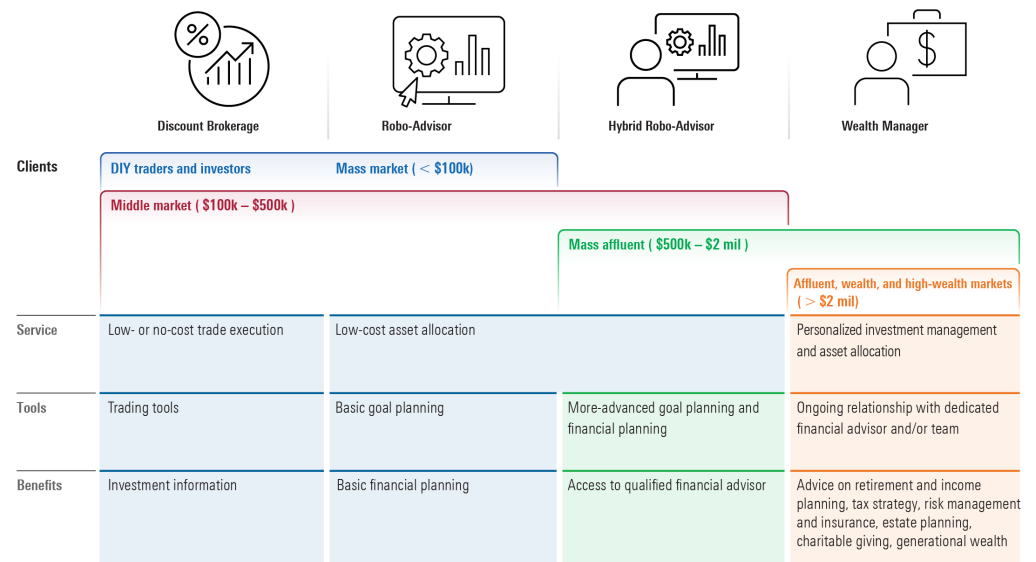 %
$
Discount Brokerage
Robo-Advisor
Hybrid Robo-Advisor
Wealth Manager
Clients
DIY traders and investors
Mass market ( < $100k)
Middle market ( $100k – $500k )
Mass affluent ( $500k – $2 mil )
Affluent, wealth, and high-wealth markets
( > $2 mil)
Service
Low- or no-cost trade execution
Low-cost asset allocation
Personalized investment management
and asset allocation
Tools
Trading tools
Basic goal planning
More-advanced goal planning and
financial planning
Ongoing relationship with dedicated
financial advisor and/or team
Benefits
Investment information
Basic financial planning
Access to qualified financial advisor
Advice on retirement and income
planning, tax strategy, risk management
and insurance, estate planning,
charitable giving, generational wealth